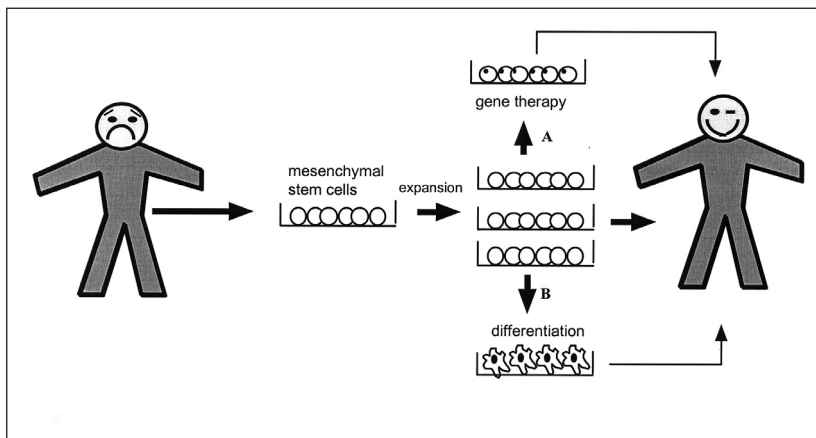 mesenchymal
stem cells
expansion
gene therapy
A
B
differentiation